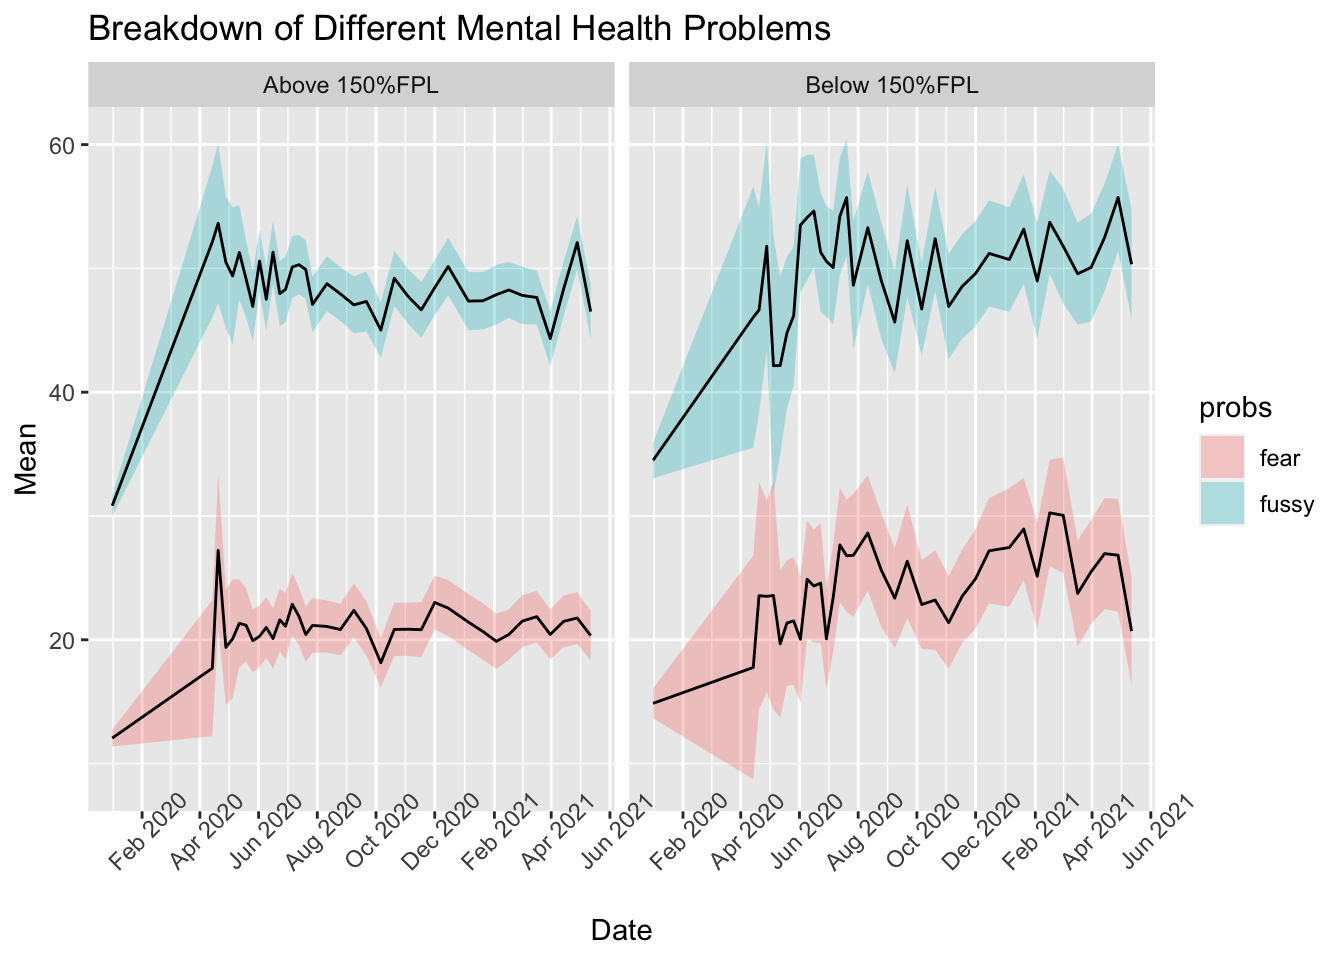 Breakdown of Different Mental Health Problems
Above 150%FPL
Below 150%FPL
60
40
20
Mean
Feb 2020
Apr 2020
Jun 2020
Aug 2020
Oct 2020
Dec 2020
Feb 2021
Apr 2021
Jun 2021
Feb 2020
Apr 2020
Jun 2020
Aug 2020
Oct 2020
Dec 2020
Feb 2021
Apr 2021
Jun 2021
Date
probs
fear
fussy